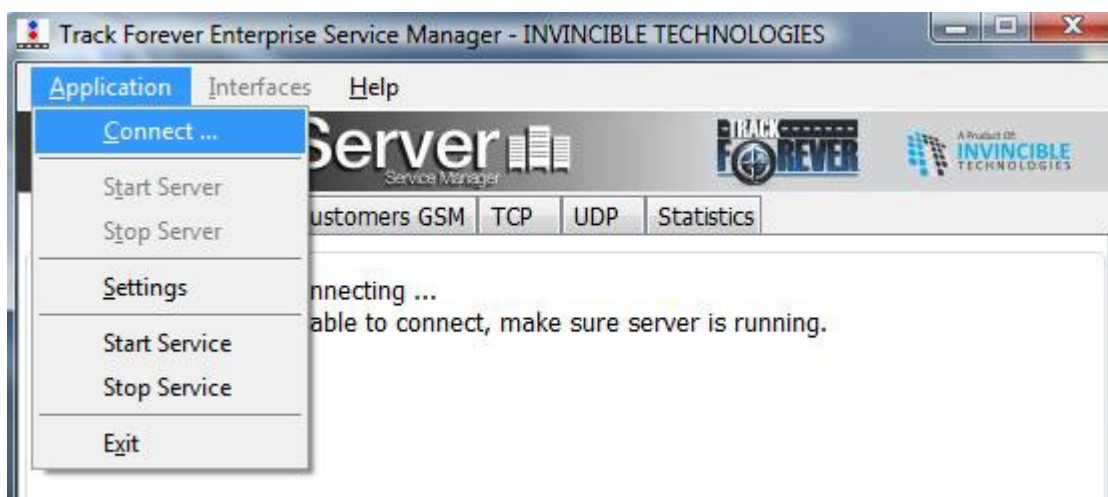 Track Forever Enterprise Service Manager - INVINCIBLE TECHNOLOGIES
Application Interfaces Help
Server
Service Manager
TRACK
FOREVER
A Product Of:
INVINCIBLE
TECHNOLOGIES
Connect ...
Start Server
Stop Server
Settings
Start Service
Stop Service
Exit
ustomers GSM TCP UDP Statistics
nnecting ...
able to connect, make sure server is running.